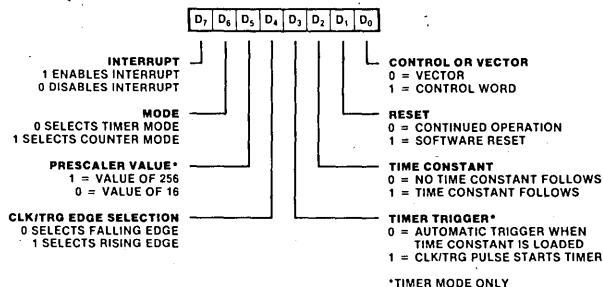 D7 D6 D5 D4 D3 D2 D1 D0
INTERRUPT
1 ENABLES INTERRUPT
0 DISABLES INTERRUPT
MODE
0 SELECTS TIMER MODE
1 SELECTS COUNTER MODE
PRESCALER VALUE*
1 = VALUE OF 256
0 = VALUE OF 16
CLK/TRG EDGE SELECTION
0 SELECTS FALLING EDGE
1 SELECTS RISING EDGE
CONTROL OR VECTOR
0 = VECTOR
1 = CONTROL WORD
RESET
0 = CONTINUED OPERATION
1 = SOFTWARE RESET
TIME CONSTANT
0 = NO TIME CONSTANT FOLLOWS
1 = TIME CONSTANT FOLLOWS
TIMER TRIGGER*
0 = AUTOMATIC TRIGGER WHEN
TIME CONSTANT IS LOADED
1 = CLK/TRG PULSE STARTS TIMER
*TIMER MODE ONLY